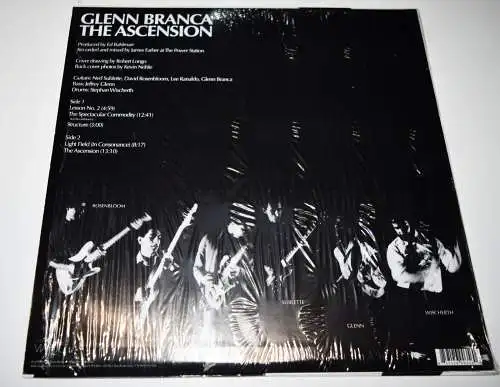 GLENN BRANCA
THE ASCENSION
Produced by Ed Bahlman
Recorded and mixed by James Farber at The Power Station
Cover drawing by Robert Longo
Back cover photos by Kevin Noble
Guitars: Ned Sublette, David Rosenbloom, Lee Ranaldo, Glenn Branca
Bass: Jeffrey Glenn
Drums: Stephan Wischerth
Side 1
Lesson No. 2 (4:59)
The Spectacular Commodity (12:41)
Structure (3:00)
Side 2
Light Field (In Consonance) (8:17)
The Ascension (13:10)
ROSENBLOOM
SUBLETTE
GLENN
WISCHERTH